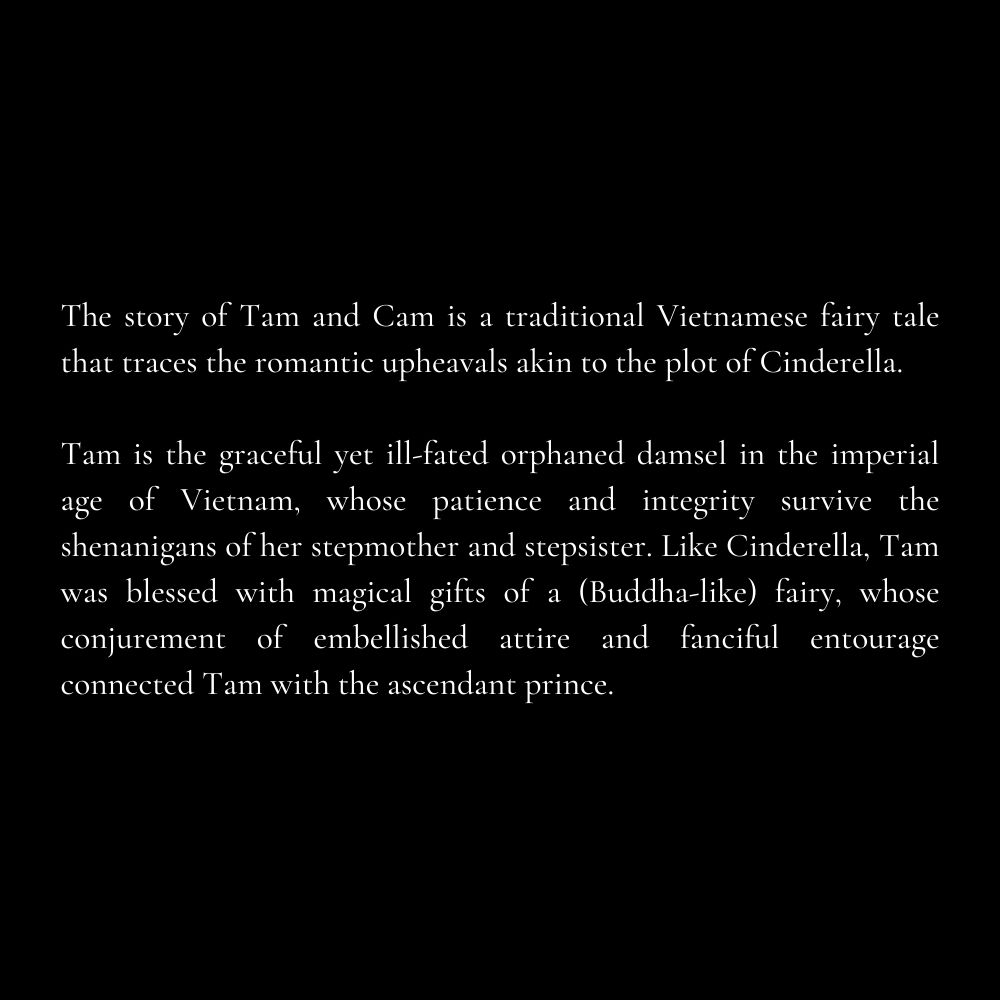 The story of Tam and Cam is a traditional Vietnamese fairy tale
that traces the romantic upheavals akin to the plot of Cinderella.
Tam is the graceful yet ill-fated orphaned damsel in the imperial
age of Vietnam, whose patience and integrity survive the
shenanigans of her stepmother and stepsister. Like Cinderella, Tam
was blessed with magical gifts of a (Buddha-like) fairy, whose
conjurement of embellished attire and fanciful entourage
connected Tam with the ascendant prince.